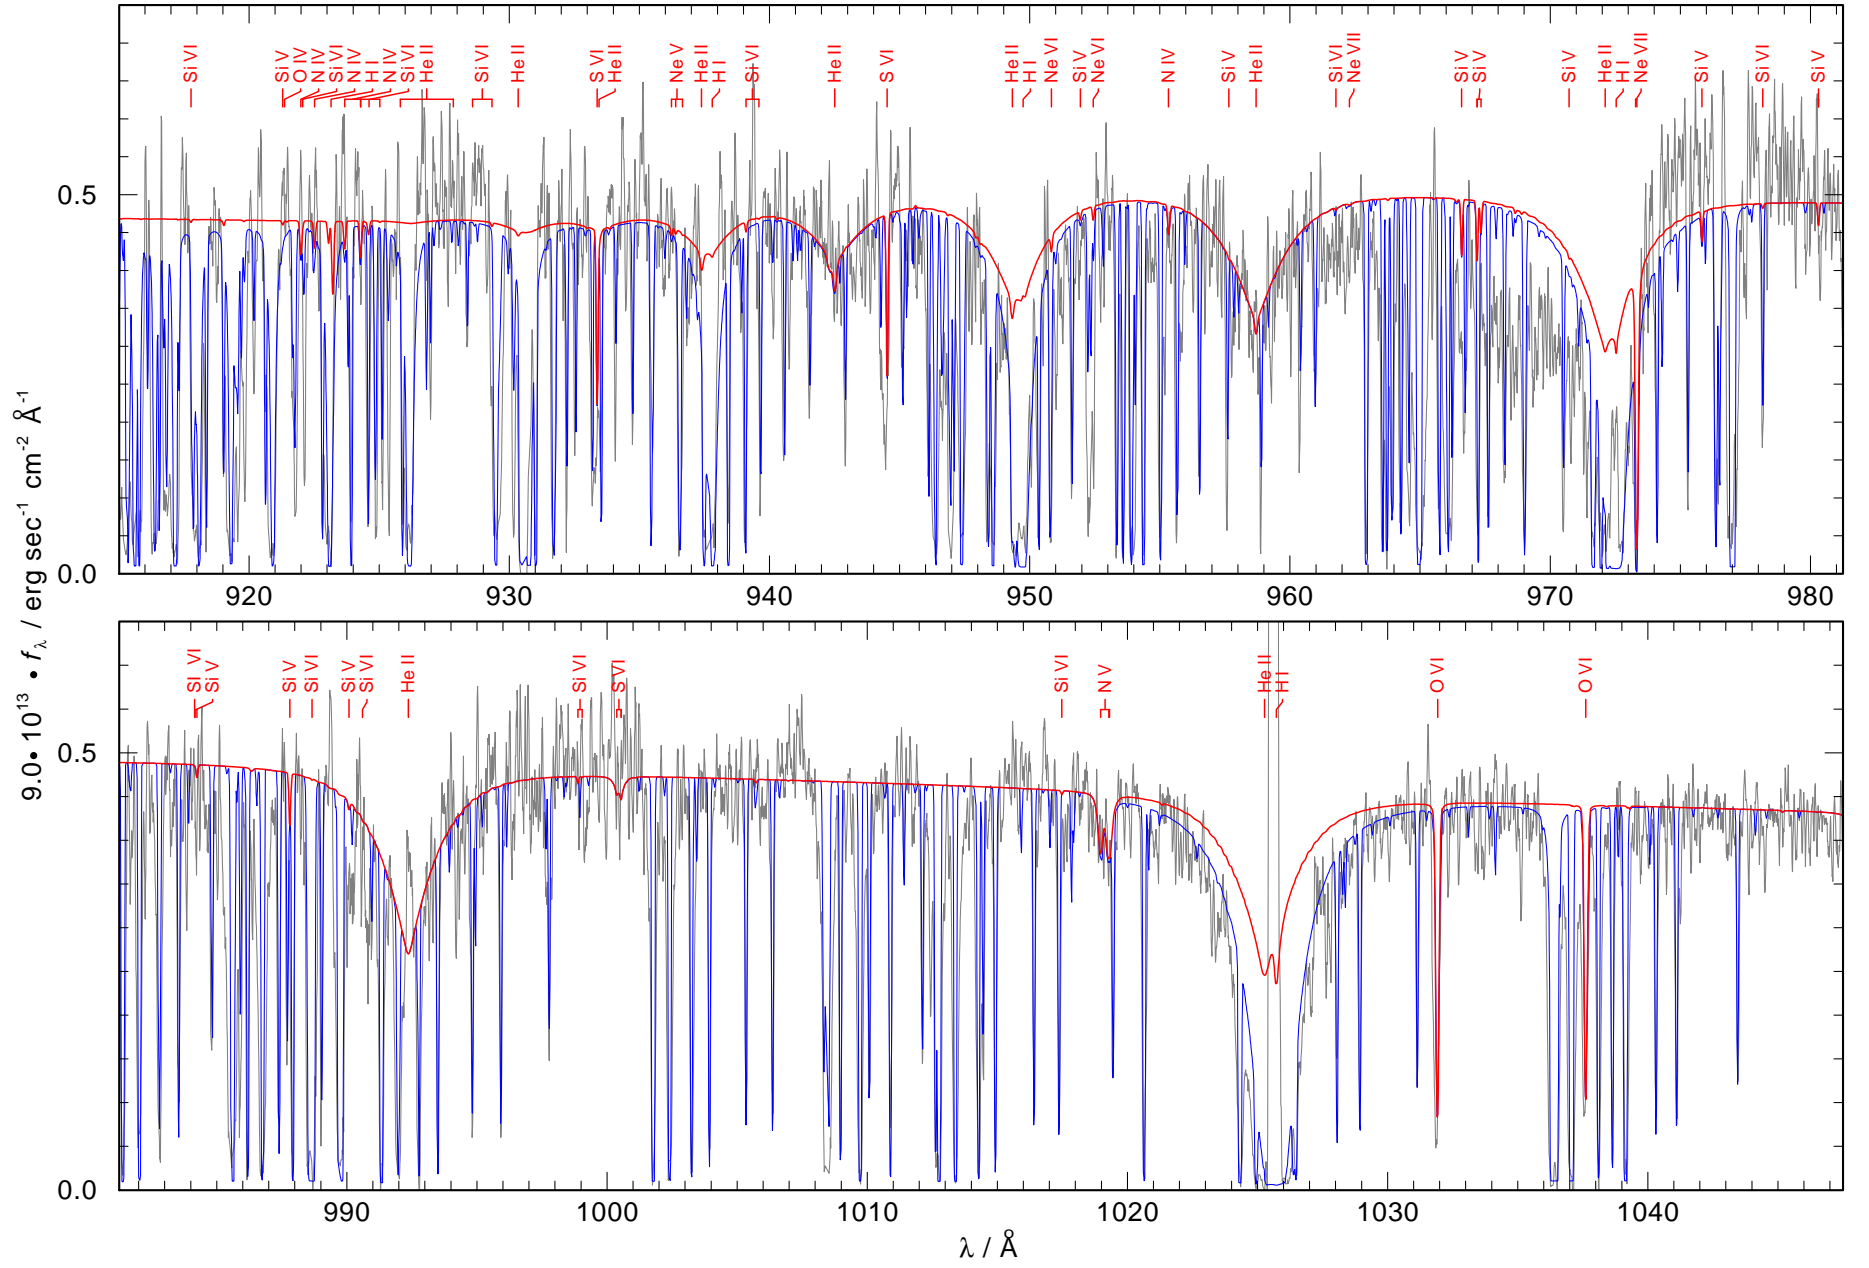 Si VI Si V O IV N IV Si VI N IV H I N IV Si VI He II Si VI He II S VI He II Ne V He II H I Si VI He II S VI He II H I Ne VI Si V Ne VI N IV Si V He II Si VI Ne VII Si V Si V Si V He II H I Ne VII Si V Si VI Si V
0.5
0.0
920 930 940 950 960 970 980
SI VI Si V Si V Si VI Si V Si VI He II Si VI S VI Si VI N V He II H I O VI O VI
0.5
0.0
990 1000 1010 1020 1030 1040
λ / Å
9.0• 10¹³ • fλ / erg sec⁻¹ cm⁻² Å⁻¹